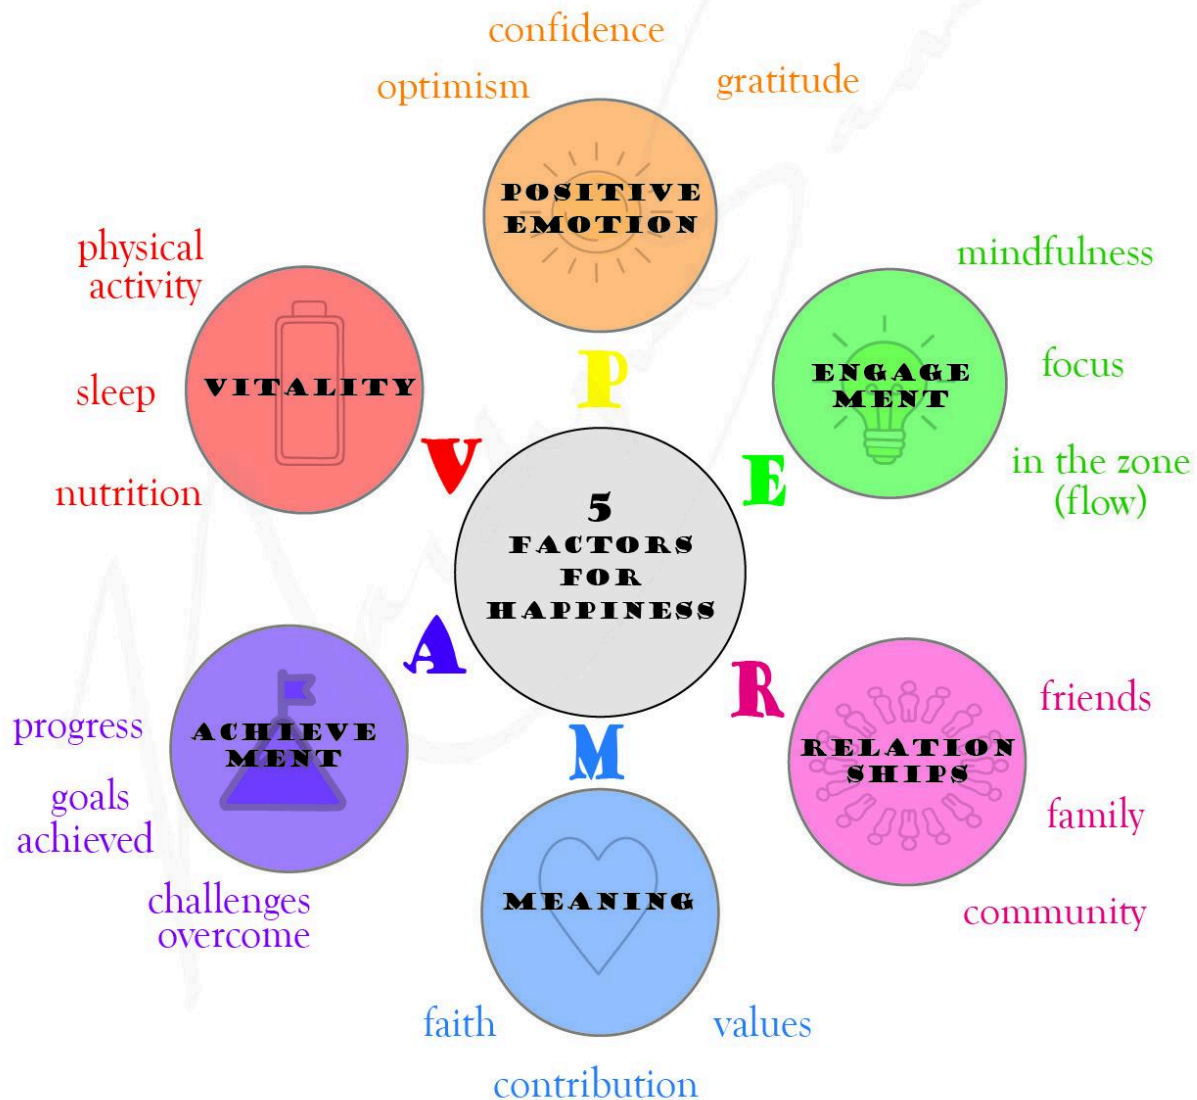 confidence
optimism
gratitude
POSITIVE
EMOTION
physical
activity
sleep
nutrition
VITALITY
mindfulness
focus
in the zone
(flow)
ENGAGE
MENT
P
V
E
5
FACTORS
FOR
HAPPINESS
A
R
M
progress
goals
achieved
challenges
overcome
ACHIEVE
MENT
friends
family
community
RELATION
SHIPS
MEANING
faith
values
contribution